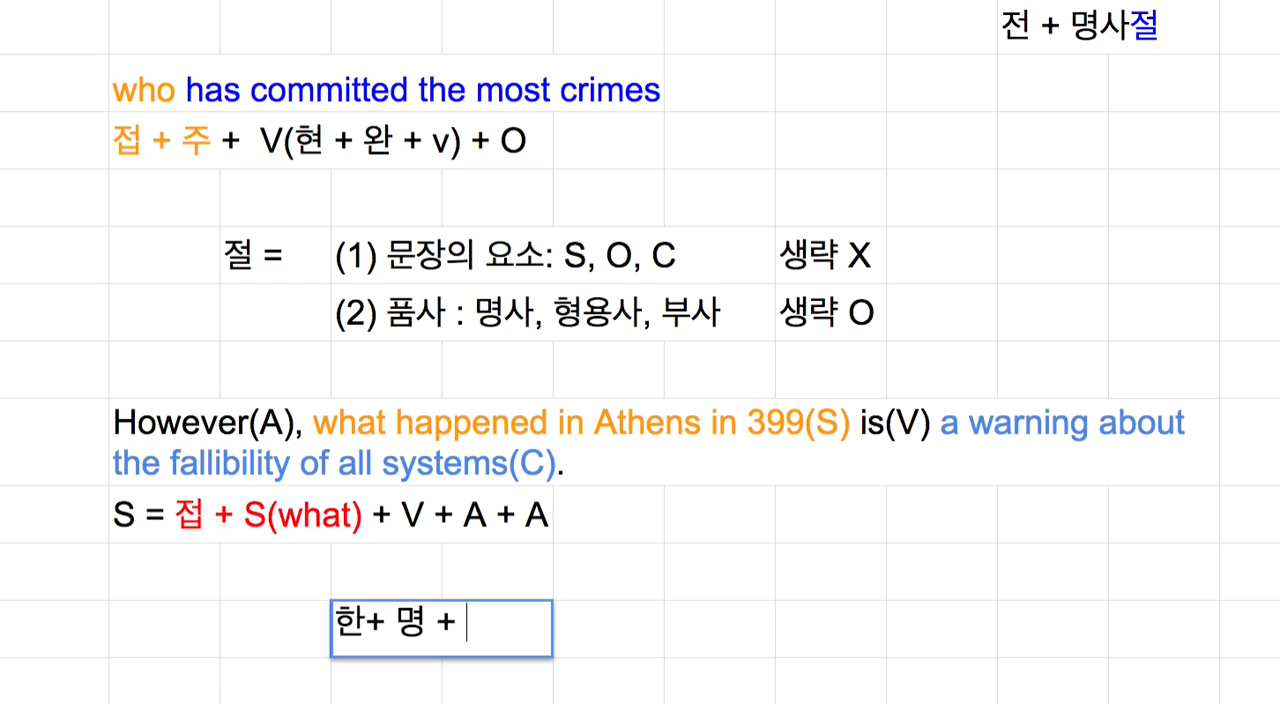 전 + 명사절
who has committed the most crimes
접 + 주 + V(현 + 완 + v) + O
절 = (1) 문장의 요소: S, O, C 생략 X
(2) 품사 : 명사, 형용사, 부사 생략 O
However(A), what happened in Athens in 399(S) is(V) a warning about
the fallibility of all systems(C).
S = 접 + S(what) + V + A + A
한+ 명 +